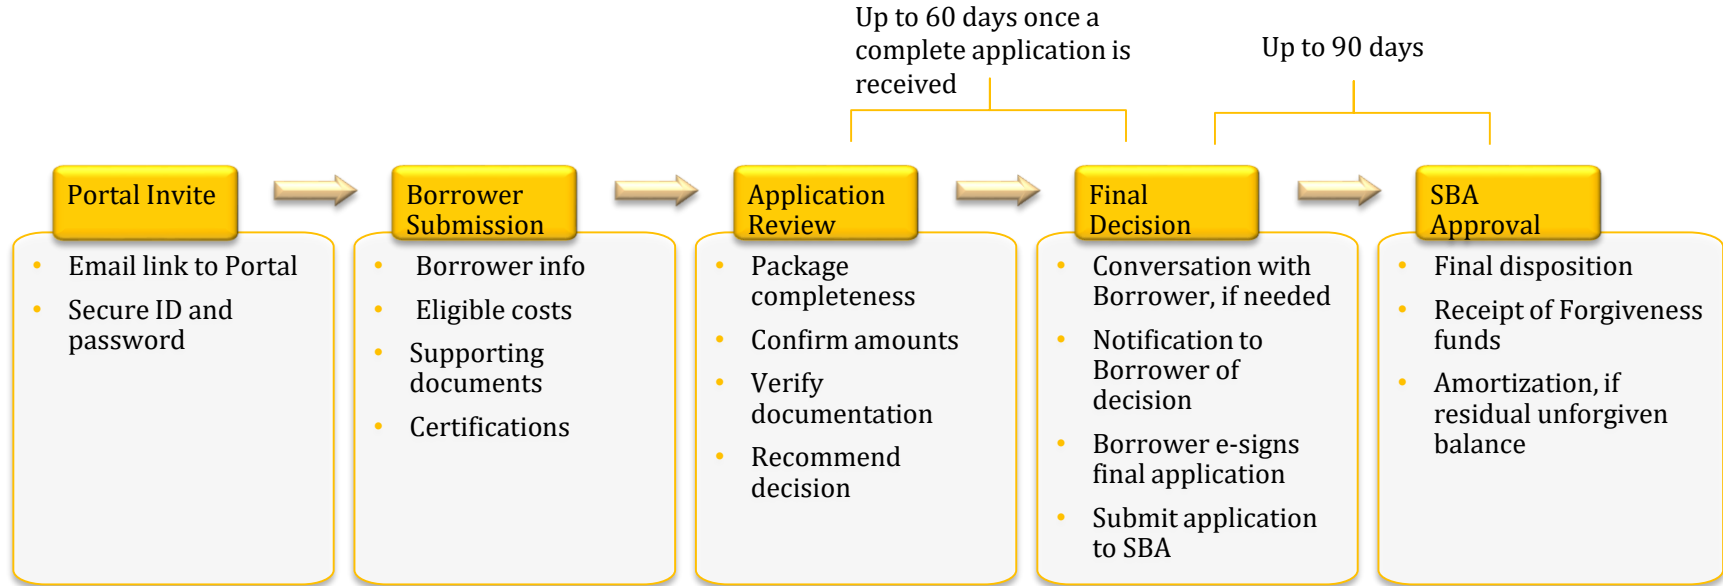 Up to 60 days once a
complete application is
received
Up to 90 days
Portal Invite
• Email link to Portal
• Secure ID and
password
Borrower
Submission
• Borrower info
• Eligible costs
• Supporting
documents
• Certifications
Application
Review
• Package
completeness
• Confirm amounts
• Verify
documentation
• Recommend
decision
Final
Decision
• Conversation with
Borrower, if needed
• Notification to
Borrower of
decision
• Borrower e-signs
final application
• Submit application
to SBA
SBA
Approval
• Final disposition
• Receipt of Forgiveness
funds
• Amortization, if
residual unforgiven
balance